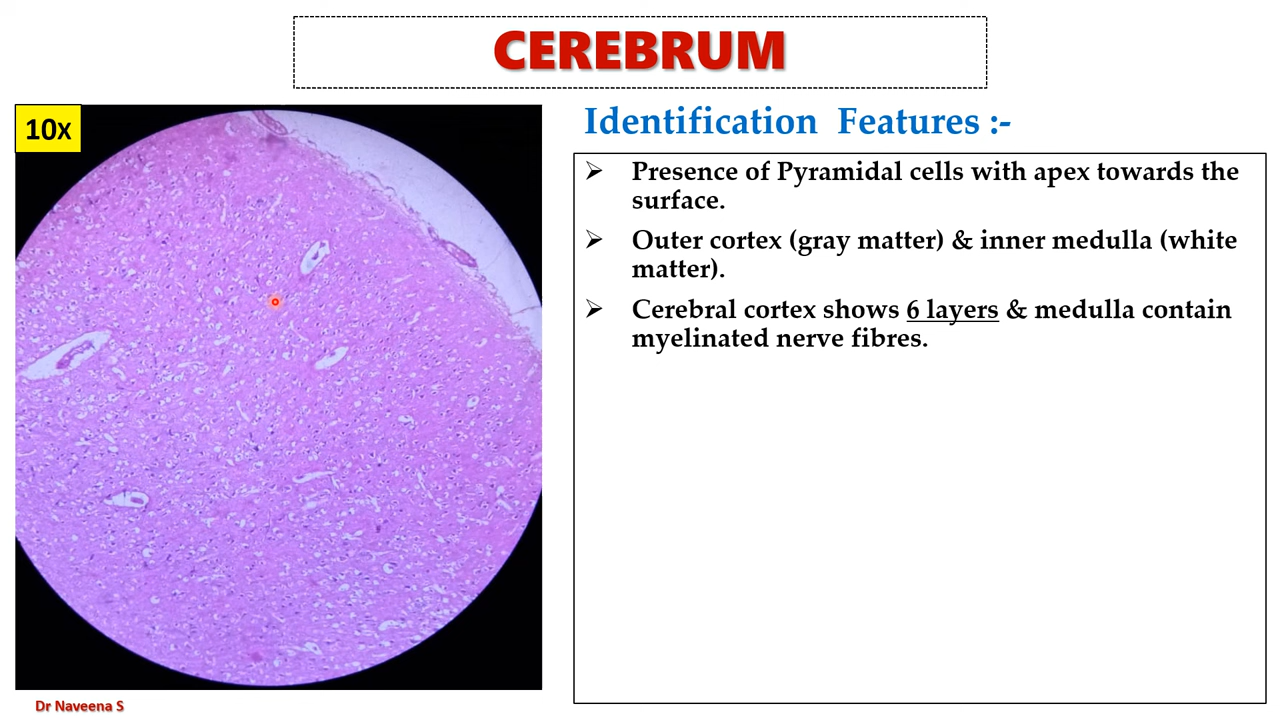 CEREBRUM
10x
Identification Features :-
➢ Presence of Pyramidal cells with apex towards the
surface.
➢ Outer cortex (gray matter) & inner medulla (white
matter).
➢ Cerebral cortex shows 6 layers & medulla contain
myelinated nerve fibres.
Dr Naveena S